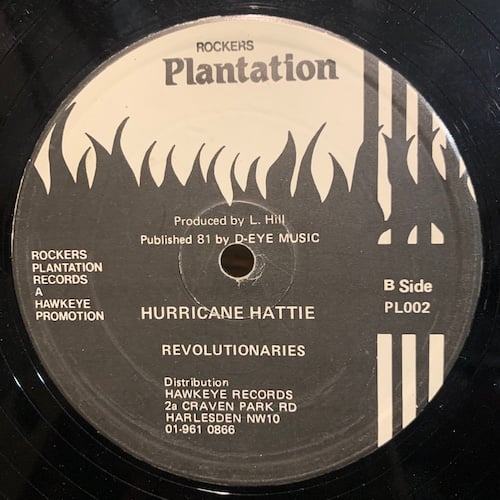 ROCKERS
Plantation
Produced by L. Hill
Published 81 by D-EYE MUSIC
ROCKERS
PLANTATION
RECORDS
A
HAWKEYE
PROMOTION
B Side
PL002
HURRICANE HATTIE
REVOLUTIONARIES
Distribution
HAWKEYE RECORDS
2a CRAVEN PARK RD
HARLESDEN NW10
01-961 0866